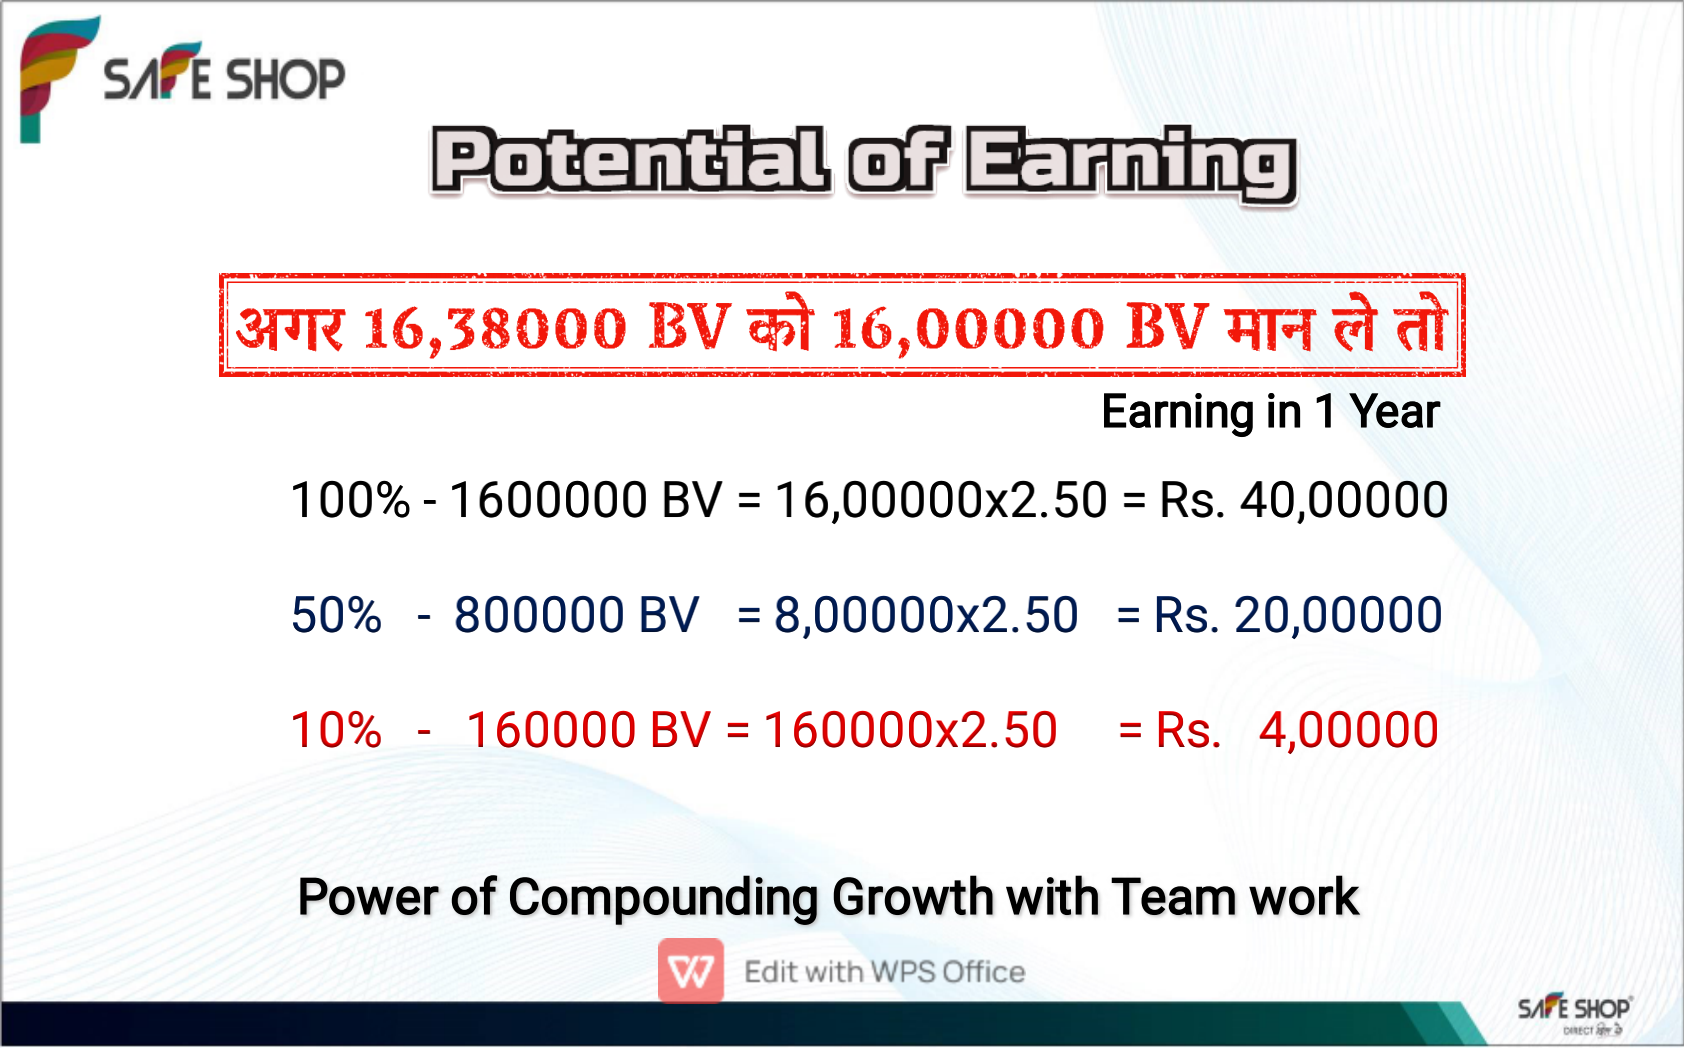 SAFE SHOP
Potential of Earning
अगर 16,38000 BV को 16,00000 BV मान ले तो
Earning in 1 Year
100% - 1600000 BV = 16,00000x2.50 = Rs. 40,00000
50% - 800000 BV = 8,00000x2.50 = Rs. 20,00000
10% - 160000 BV = 160000x2.50 = Rs. 4,00000
Power of Compounding Growth with Team work
Edit with WPS Office
SAFE SHOP
DIRECT दिल से